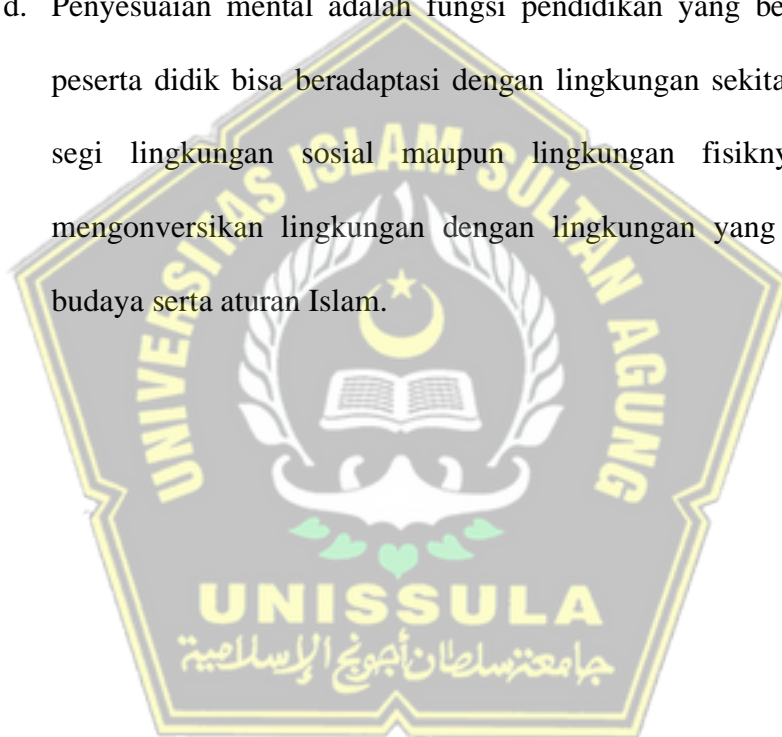 d. Penyesuaian mental adalah fungsi pendidikan yang be
peserta didik bisa beradaptasi dengan lingkungan sekita
segi lingkungan sosial maupun lingkungan fisikny
mengonversikan lingkungan dengan lingkungan yang
budaya serta aturan Islam.
UNIVERSITAS ISLAM SULTAN AGUNG
UNISSULA
جامعة سلطان أجونج الإسلامية